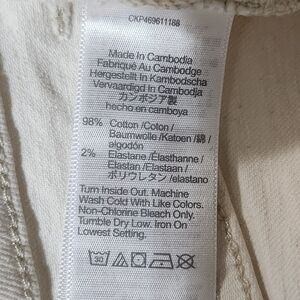 CKP469611188
Made In Cambodia
Fabriqué Au Cambodge
Hergestellt In Kambodscha
Vervaardigd In Cambodja
カンボジア製
hecho en camboya
98% Cotton /Coton /
Baumwolle /Katoen /綿 /
algodón
2% Elastane /Élasthanne /
Elastan /Elastaan /
ポリウレタン /elastano
Turn Inside Out. Machine
Wash Cold With Like Colors.
Non-Chlorine Bleach Only.
Tumble Dry Low. Iron On
Lowest Setting.
30